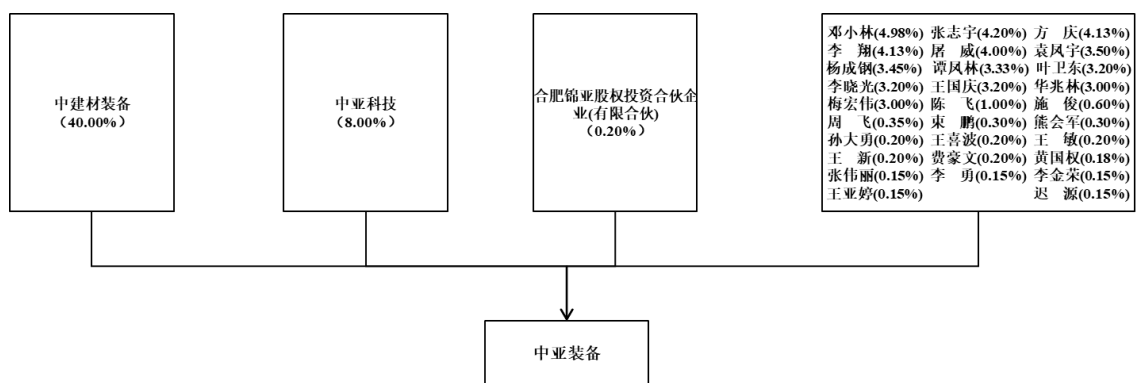 中建材装备
（40.00%）
中亚科技
（8.00%）
合肥锦亚股权投资合伙企
业(有限合伙)
（0.20%）
邓小林(4.98%) 张志宇(4.20%) 方　庆(4.13%)
李　翔(4.13%) 屠　威(4.00%) 袁风宇(3.50%)
杨成钢(3.45%) 谭凤林(3.33%) 叶卫东(3.20%)
李晓光(3.20%) 王国庆(3.20%) 华兆林(3.00%)
梅宏伟(3.00%) 陈　飞(1.00%) 施　俊(0.60%)
周　飞(0.35%) 束　鹏(0.30%) 熊会军(0.30%)
孙大勇(0.20%) 王喜波(0.20%) 王　敏(0.20%)
王　新(0.20%) 费豪文(0.20%) 黄国权(0.18%)
张伟丽(0.15%) 李　勇(0.15%) 李金荣(0.15%)
王亚婷(0.15%) 迟　源(0.15%)
中亚装备